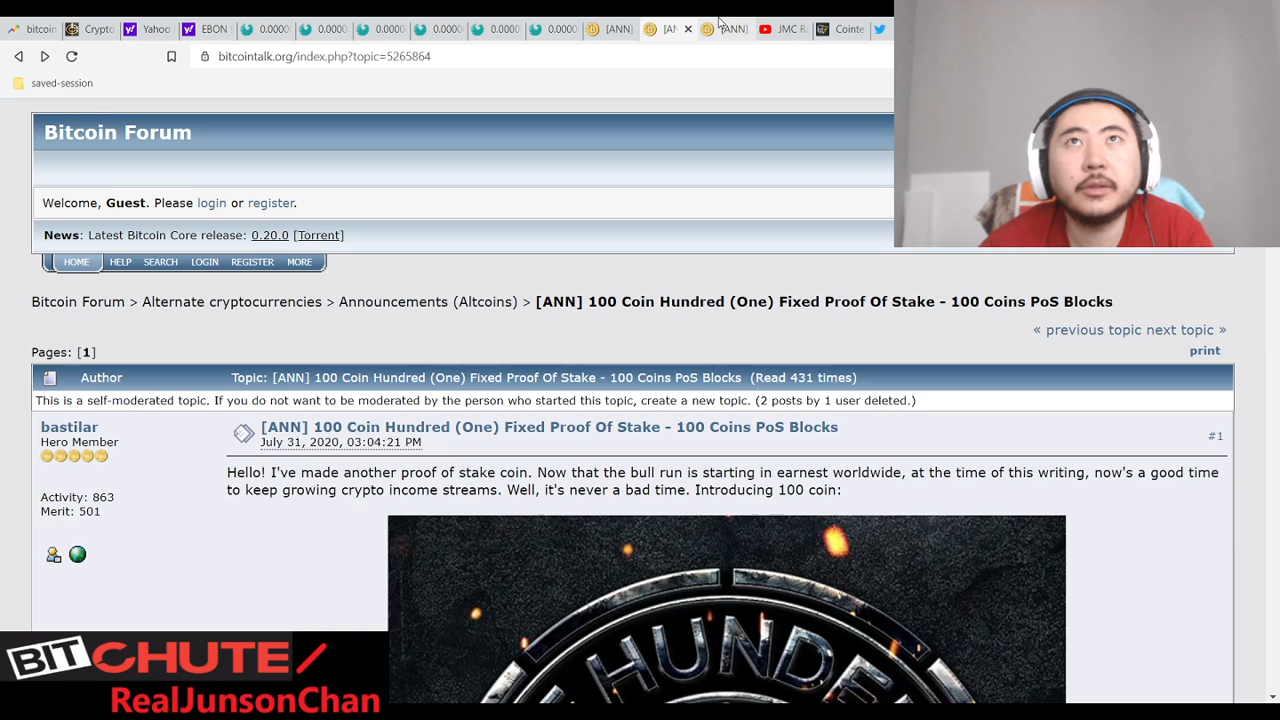 bitcoin
Crypto
Yahoo
EBON S
0.0000
0.0000
0.0000
0.0000
0.0000
0.0000
[ANN]
[AN
[ANN]
JMC R
Cointe
bitcointalk.org/index.php?topic=5265864
saved-session
Bitcoin Forum
Welcome, Guest. Please login or register.
News: Latest Bitcoin Core release: 0.20.0 [Torrent]
HOME HELP SEARCH LOGIN REGISTER MORE
Bitcoin Forum > Alternate cryptocurrencies > Announcements (Altcoins) > [ANN] 100 Coin Hundred (One) Fixed Proof Of Stake - 100 Coins PoS Blocks
« previous topic next topic »
Pages: [1]
print
Author
Topic: [ANN] 100 Coin Hundred (One) Fixed Proof Of Stake - 100 Coins PoS Blocks (Read 431 times)
This is a self-moderated topic. If you do not want to be moderated by the person who started this topic, create a new topic. (2 posts by 1 user deleted.)
bastilar
Hero Member
Activity: 863
Merit: 501
[ANN] 100 Coin Hundred (One) Fixed Proof Of Stake - 100 Coins PoS Blocks
July 31, 2020, 03:04:21 PM
#1
Hello! I've made another proof of stake coin. Now that the bull run is starting in earnest worldwide, at the time of this writing, now's a good time
to keep growing crypto income streams. Well, it's never a bad time. Introducing 100 coin:
HUNDE
BITCHUTE/
RealJunsonChan